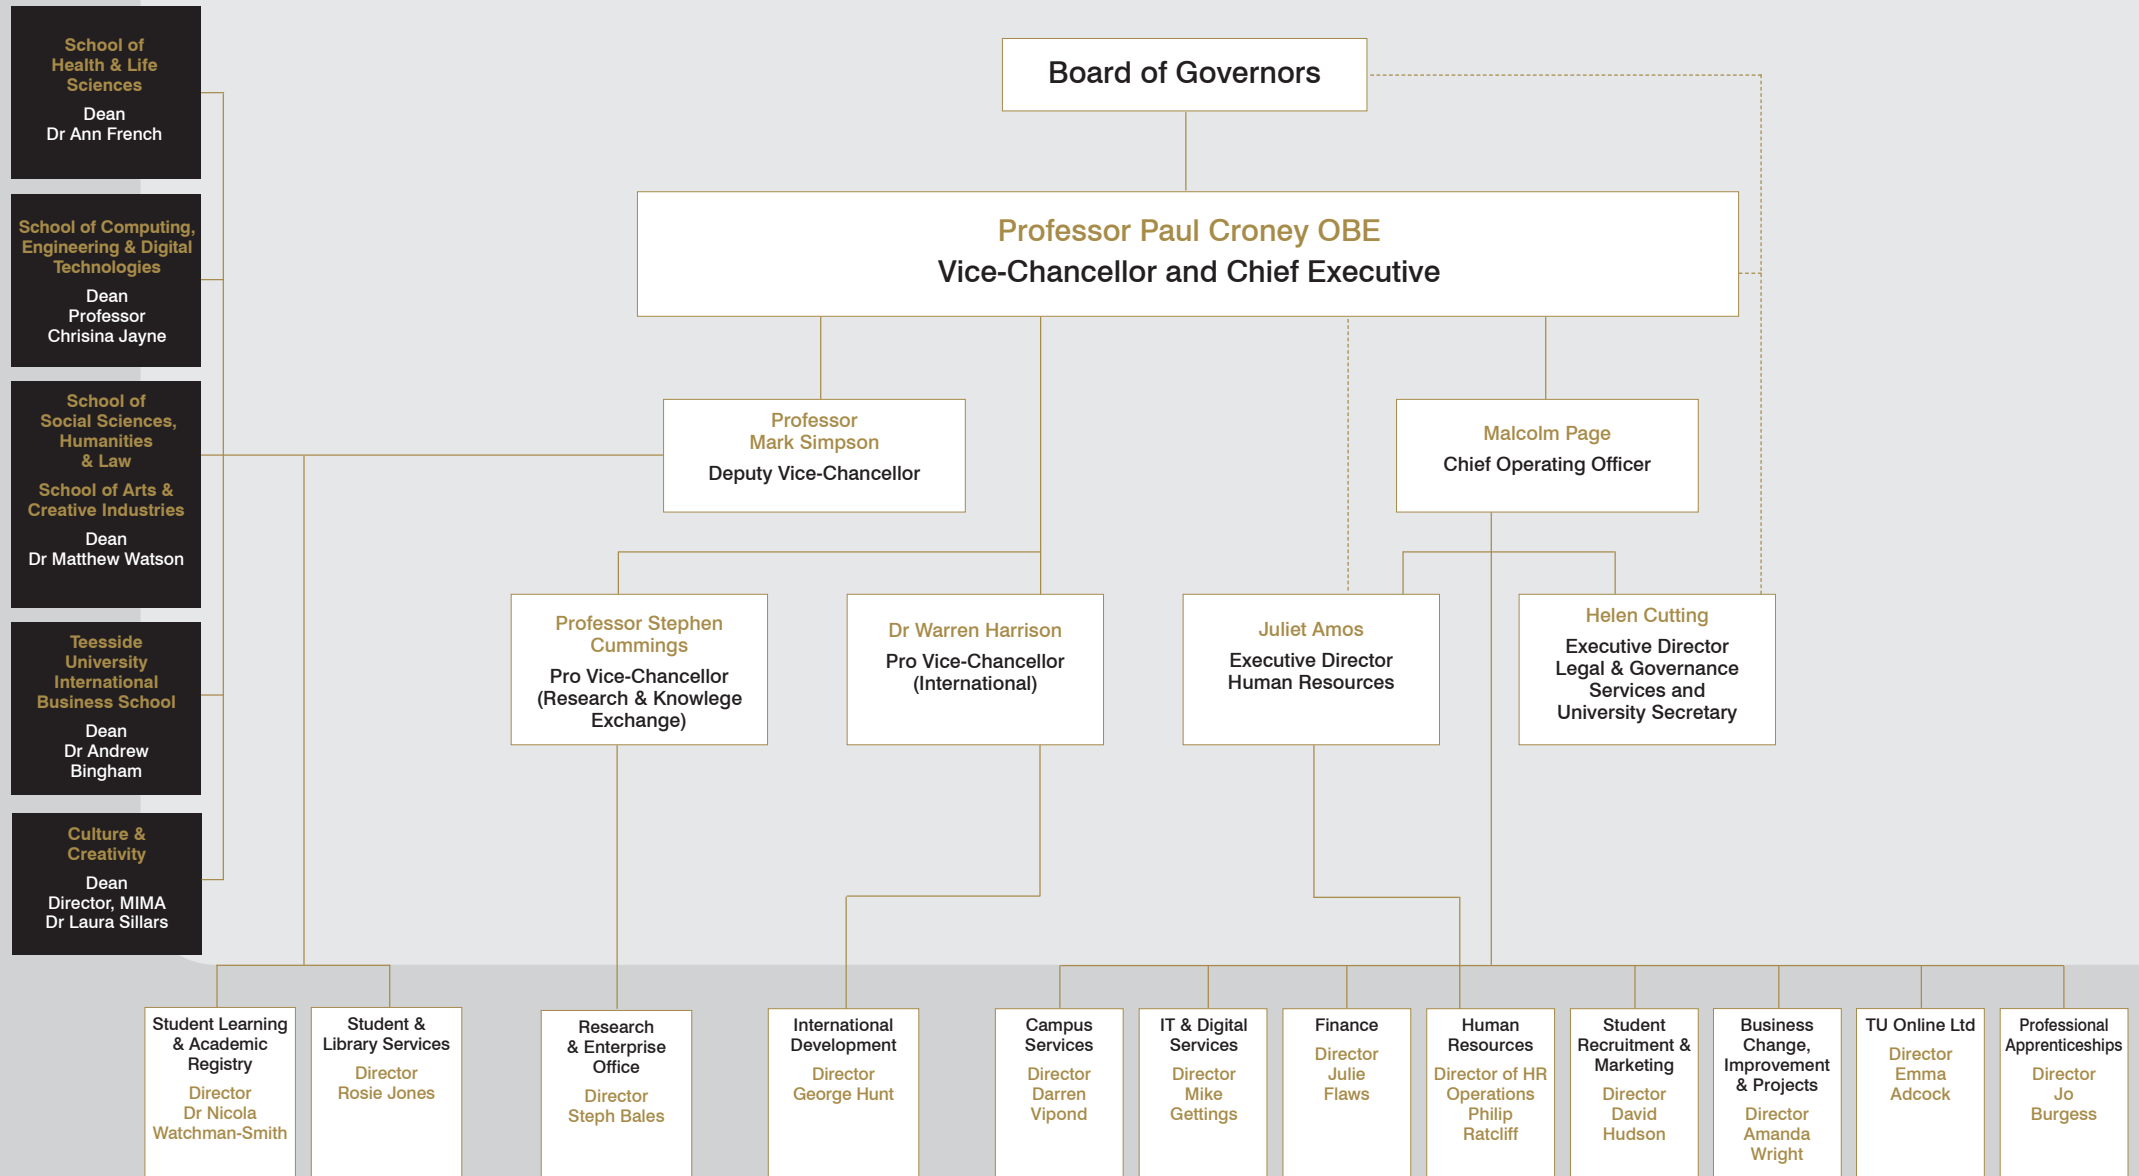 Board of Governors
Professor Paul Croney OBE
Vice-Chancellor and Chief Executive
School of
Health & Life
Sciences
Dean
Dr Ann French
School of Computing,
Engineering & Digital
Technologies
Dean
Professor
Chrisina Jayne
School of
Social Sciences,
Humanities
& Law
School of Arts &
Creative Industries
Dean
Dr Matthew Watson
Teesside
University
International
Business School
Dean
Dr Andrew
Bingham
Culture &
Creativity
Dean
Director, MIMA
Dr Laura Sillars
Professor
Mark Simpson
Deputy Vice-Chancellor
Malcolm Page
Chief Operating Officer
Professor Stephen
Cummings
Pro Vice-Chancellor
(Research & Knowlege
Exchange)
Dr Warren Harrison
Pro Vice-Chancellor
(International)
Juliet Amos
Executive Director
Human Resources
Helen Cutting
Executive Director
Legal & Governance
Services and
University Secretary
Student Learning
& Academic
Registry
Director
Dr Nicola
Watchman-Smith
Student &
Library Services
Director
Rosie Jones
Research
& Enterprise
Office
Director
Steph Bales
International
Development
Director
George Hunt
Campus
Services
Director
Darren
Vipond
IT & Digital
Services
Director
Mike
Gettings
Finance
Director
Julie
Flaws
Human
Resources
Director of HR
Operations
Philip
Ratcliff
Student
Recruitment &
Marketing
Director
David
Hudson
Business
Change,
Improvement
& Projects
Director
Amanda
Wright
TU Online Ltd
Director
Emma
Adcock
Professional
Apprenticeships
Director
Jo
Burgess